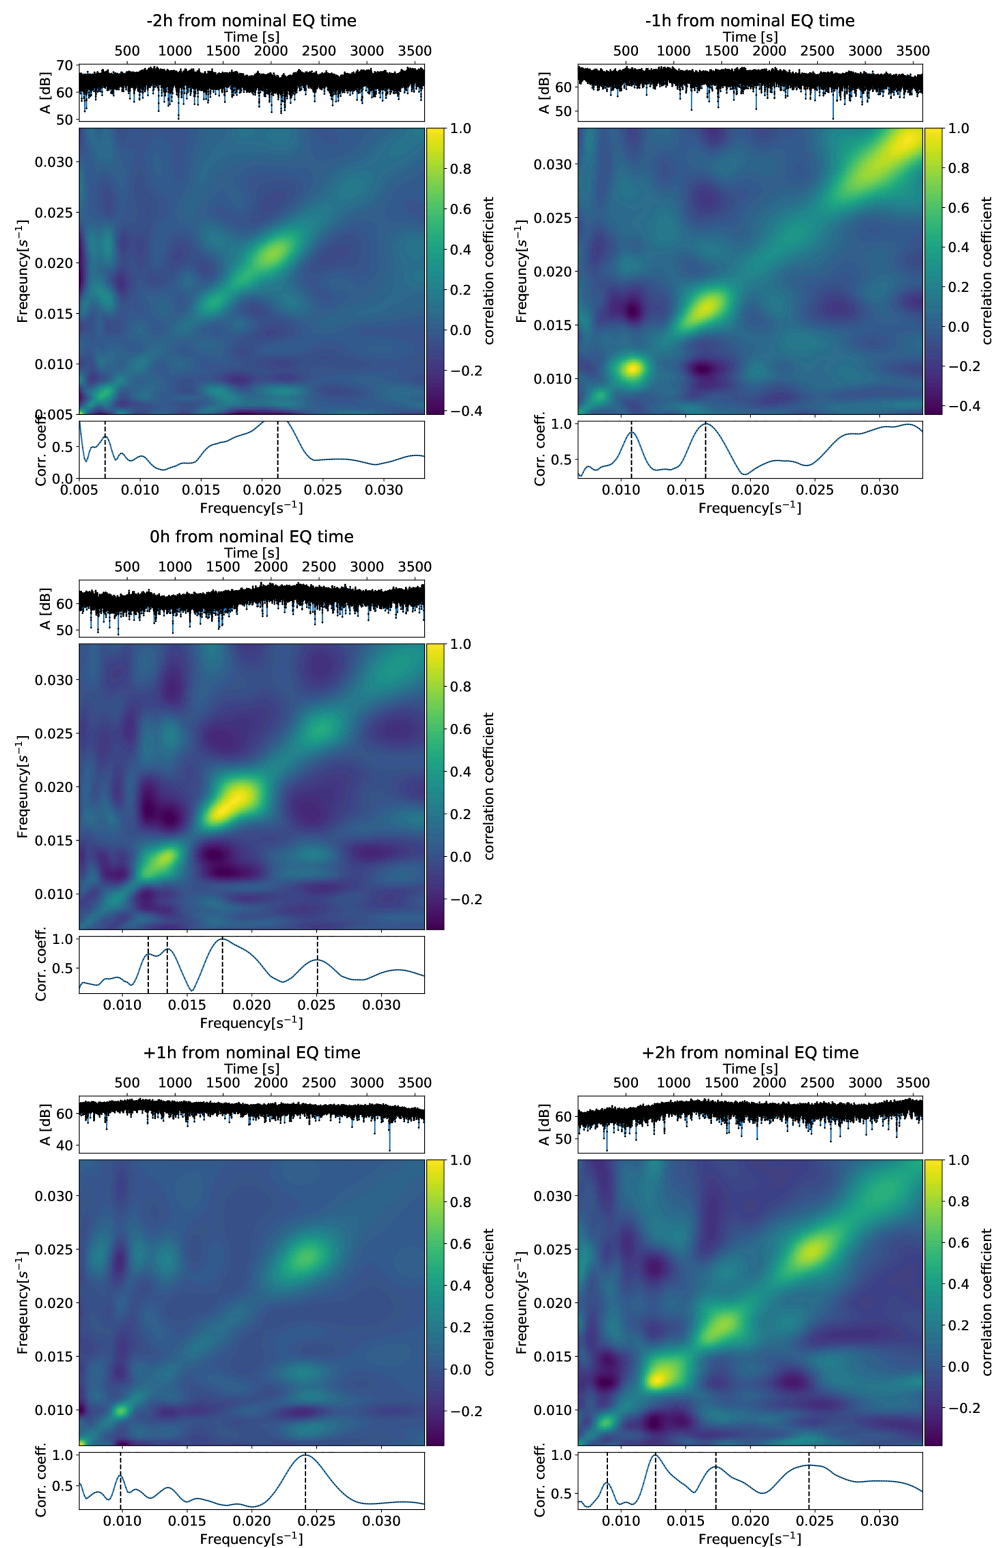 -2h from nominal EQ time
Time [s]
500 1000 1500 2000 2500 3000 3500
70
60
50
A [dB]
0.030
0.025
0.020
0.015
0.010
0.005
Freqeuncy[s⁻¹]
1.0
0.8
0.6
0.4
0.2
0.0
−0.2
−0.4
correlation coefficient
0.5
0.0
Corr. coeff.
0.005 0.010 0.015 0.020 0.025 0.030
Frequency[s⁻¹]
-1h from nominal EQ time
Time [s]
500 1000 1500 2000 2500 3000 3500
60
50
A [dB]
0.030
0.025
0.020
0.015
0.010
Freqeuncy[s⁻¹]
1.0
0.8
0.6
0.4
0.2
0.0
−0.2
−0.4
correlation coefficient
1.0
0.5
Corr. coeff.
0.010 0.015 0.020 0.025 0.030
Frequency[s⁻¹]
0h from nominal EQ time
Time [s]
500 1000 1500 2000 2500 3000 3500
60
50
A [dB]
0.030
0.025
0.020
0.015
0.010
Freqeuncy[s⁻¹]
1.0
0.8
0.6
0.4
0.2
0.0
−0.2
correlation coefficient
1.0
0.5
Corr. coeff.
0.010 0.015 0.020 0.025 0.030
Frequency[s⁻¹]
+1h from nominal EQ time
Time [s]
500 1000 1500 2000 2500 3000 3500
60
40
A [dB]
0.030
0.025
0.020
0.015
0.010
Freqeuncy[s⁻¹]
1.0
0.8
0.6
0.4
0.2
0.0
−0.2
correlation coefficient
1.0
0.5
Corr. coeff.
0.010 0.015 0.020 0.025 0.030
Frequency[s⁻¹]
+2h from nominal EQ time
Time [s]
500 1000 1500 2000 2500 3000 3500
60
50
A [dB]
0.030
0.025
0.020
0.015
0.010
Freqeuncy[s⁻¹]
1.0
0.8
0.6
0.4
0.2
0.0
−0.2
correlation coefficient
1.0
0.5
Corr. coeff.
0.010 0.015 0.020 0.025 0.030
Frequency[s⁻¹]